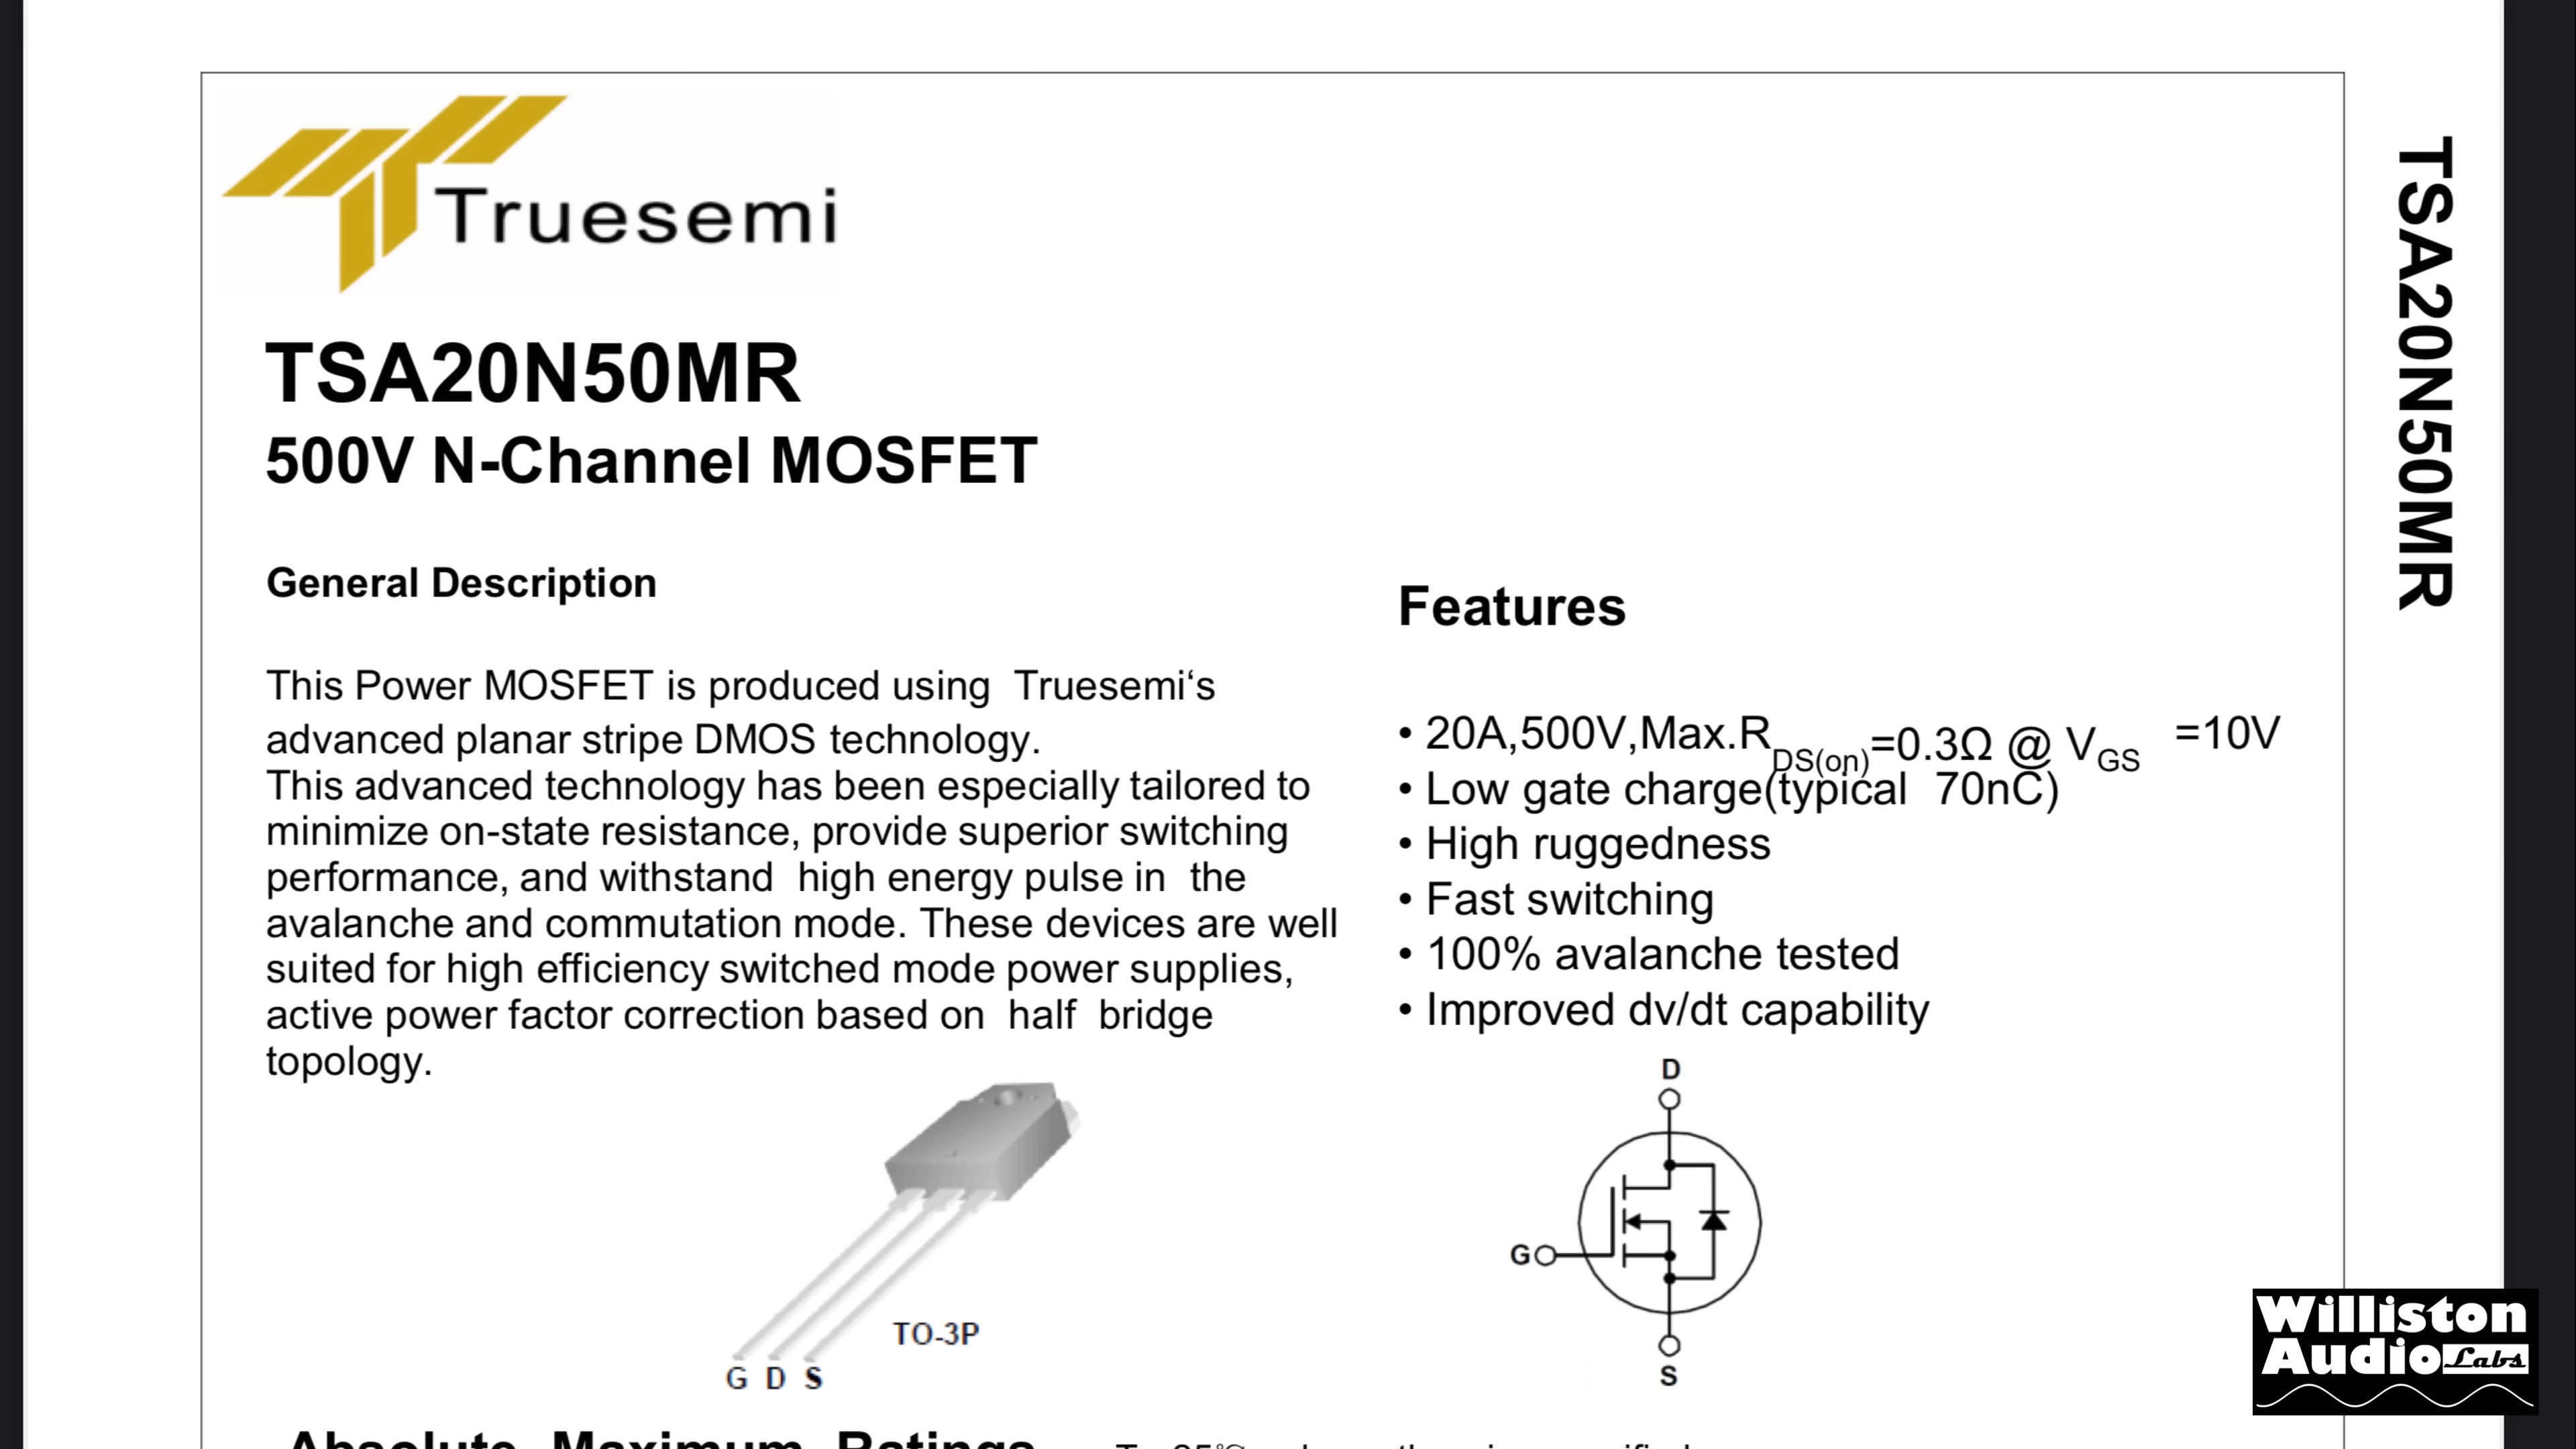 Truesemi
TSA20N50MR
500V N-Channel MOSFET
General Description
This Power MOSFET is produced using Truesemi‘s
advanced planar stripe DMOS technology.
This advanced technology has been especially tailored to
minimize on-state resistance, provide superior switching
performance, and withstand high energy pulse in the
avalanche and commutation mode. These devices are well
suited for high efficiency switched mode power supplies,
active power factor correction based on half bridge
topology.
Features
• 20A,500V,Max.RDS(on)=0.3Ω @ VGS =10V
• Low gate charge(typical 70nC)
• High ruggedness
• Fast switching
• 100% avalanche tested
• Improved dv/dt capability
TO-3P
G D S
D
G
S
TSA20N50MR
Absolute Maximum Ratings
Williston
Audio Labs